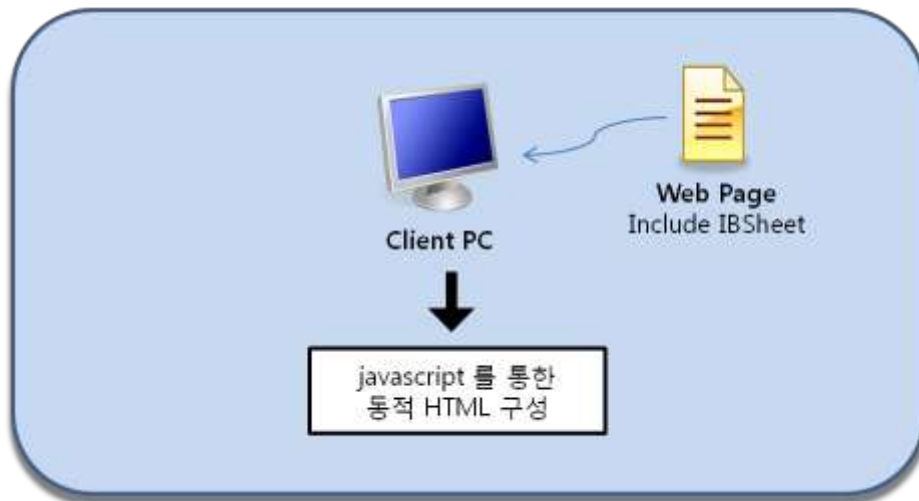 Web Page
Include IBSheet
Client PC
javascript 를 통한
동적 HTML 구성